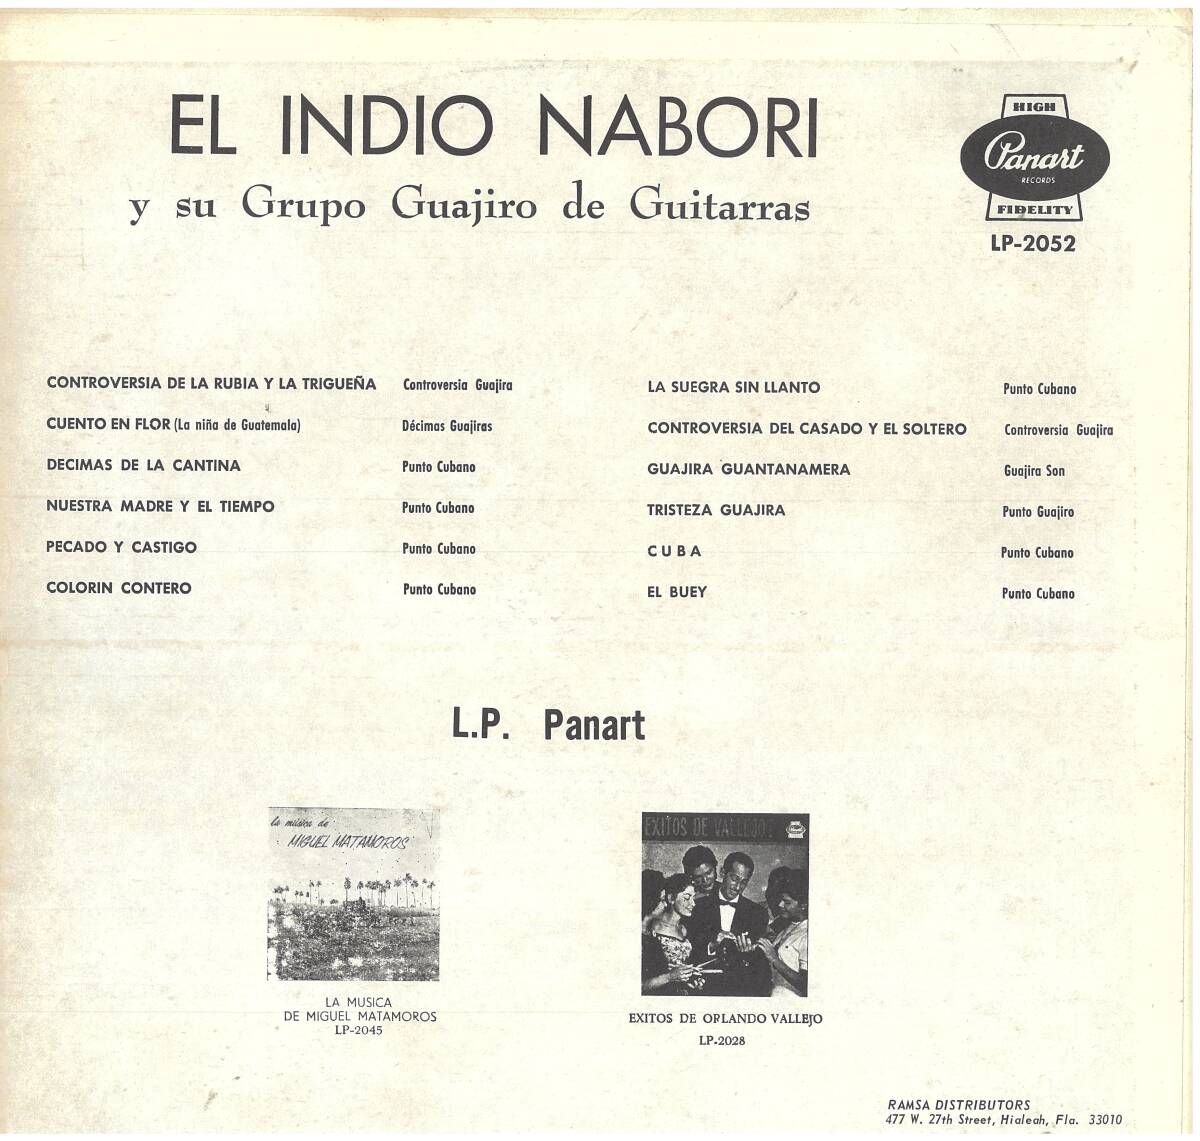 EL INDIO NABORI
y su Grupo Guajiro de Guitarras
HIGH
Panart
RECORDS
FIDELITY
LP-2052
CONTROVERSIA DE LA RUBIA Y LA TRIGUEÑA Controversia Guajira
CUENTO EN FLOR (La niña de Guatemala) Décimas Guajiras
DECIMAS DE LA CANTINA Punto Cubano
NUESTRA MADRE Y EL TIEMPO Punto Cubano
PECADO Y CASTIGO Punto Cubano
COLORIN CONTERO Punto Cubano
LA SUEGRA SIN LLANTO Punto Cubano
CONTROVERSIA DEL CASADO Y EL SOLTERO Controversia Guajira
GUAJIRA GUANTANAMERA Guajira Son
TRISTEZA GUAJIRA Punto Guajiro
CUBA Punto Cubano
EL BUEY Punto Cubano
L.P. Panart
la música de
MIGUEL MATAMOROS
LA MUSICA
DE MIGUEL MATAMOROS
LP-2045
EXITOS DE VALLEJO
Panart
EXITOS DE ORLANDO VALLEJO
LP-2028
RAMSA DISTRIBUTORS
477 W. 27th Street, Hialeah, Fla. 33010